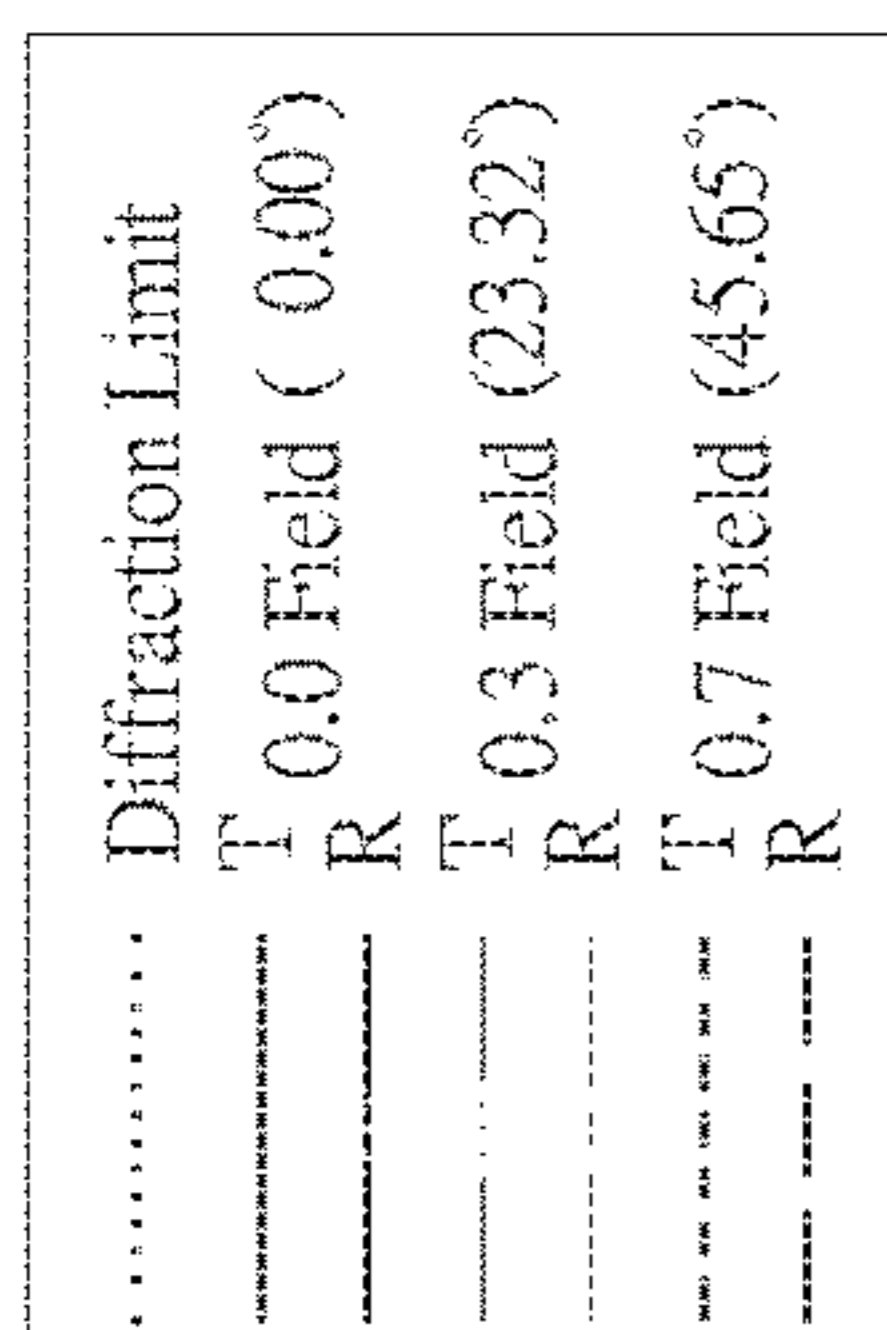 Diffraction Limit
T
0.0 Field ( 0.00°)
R
T
0.3 Field (23.32°)
R
T
0.7 Field (45.65°)
R